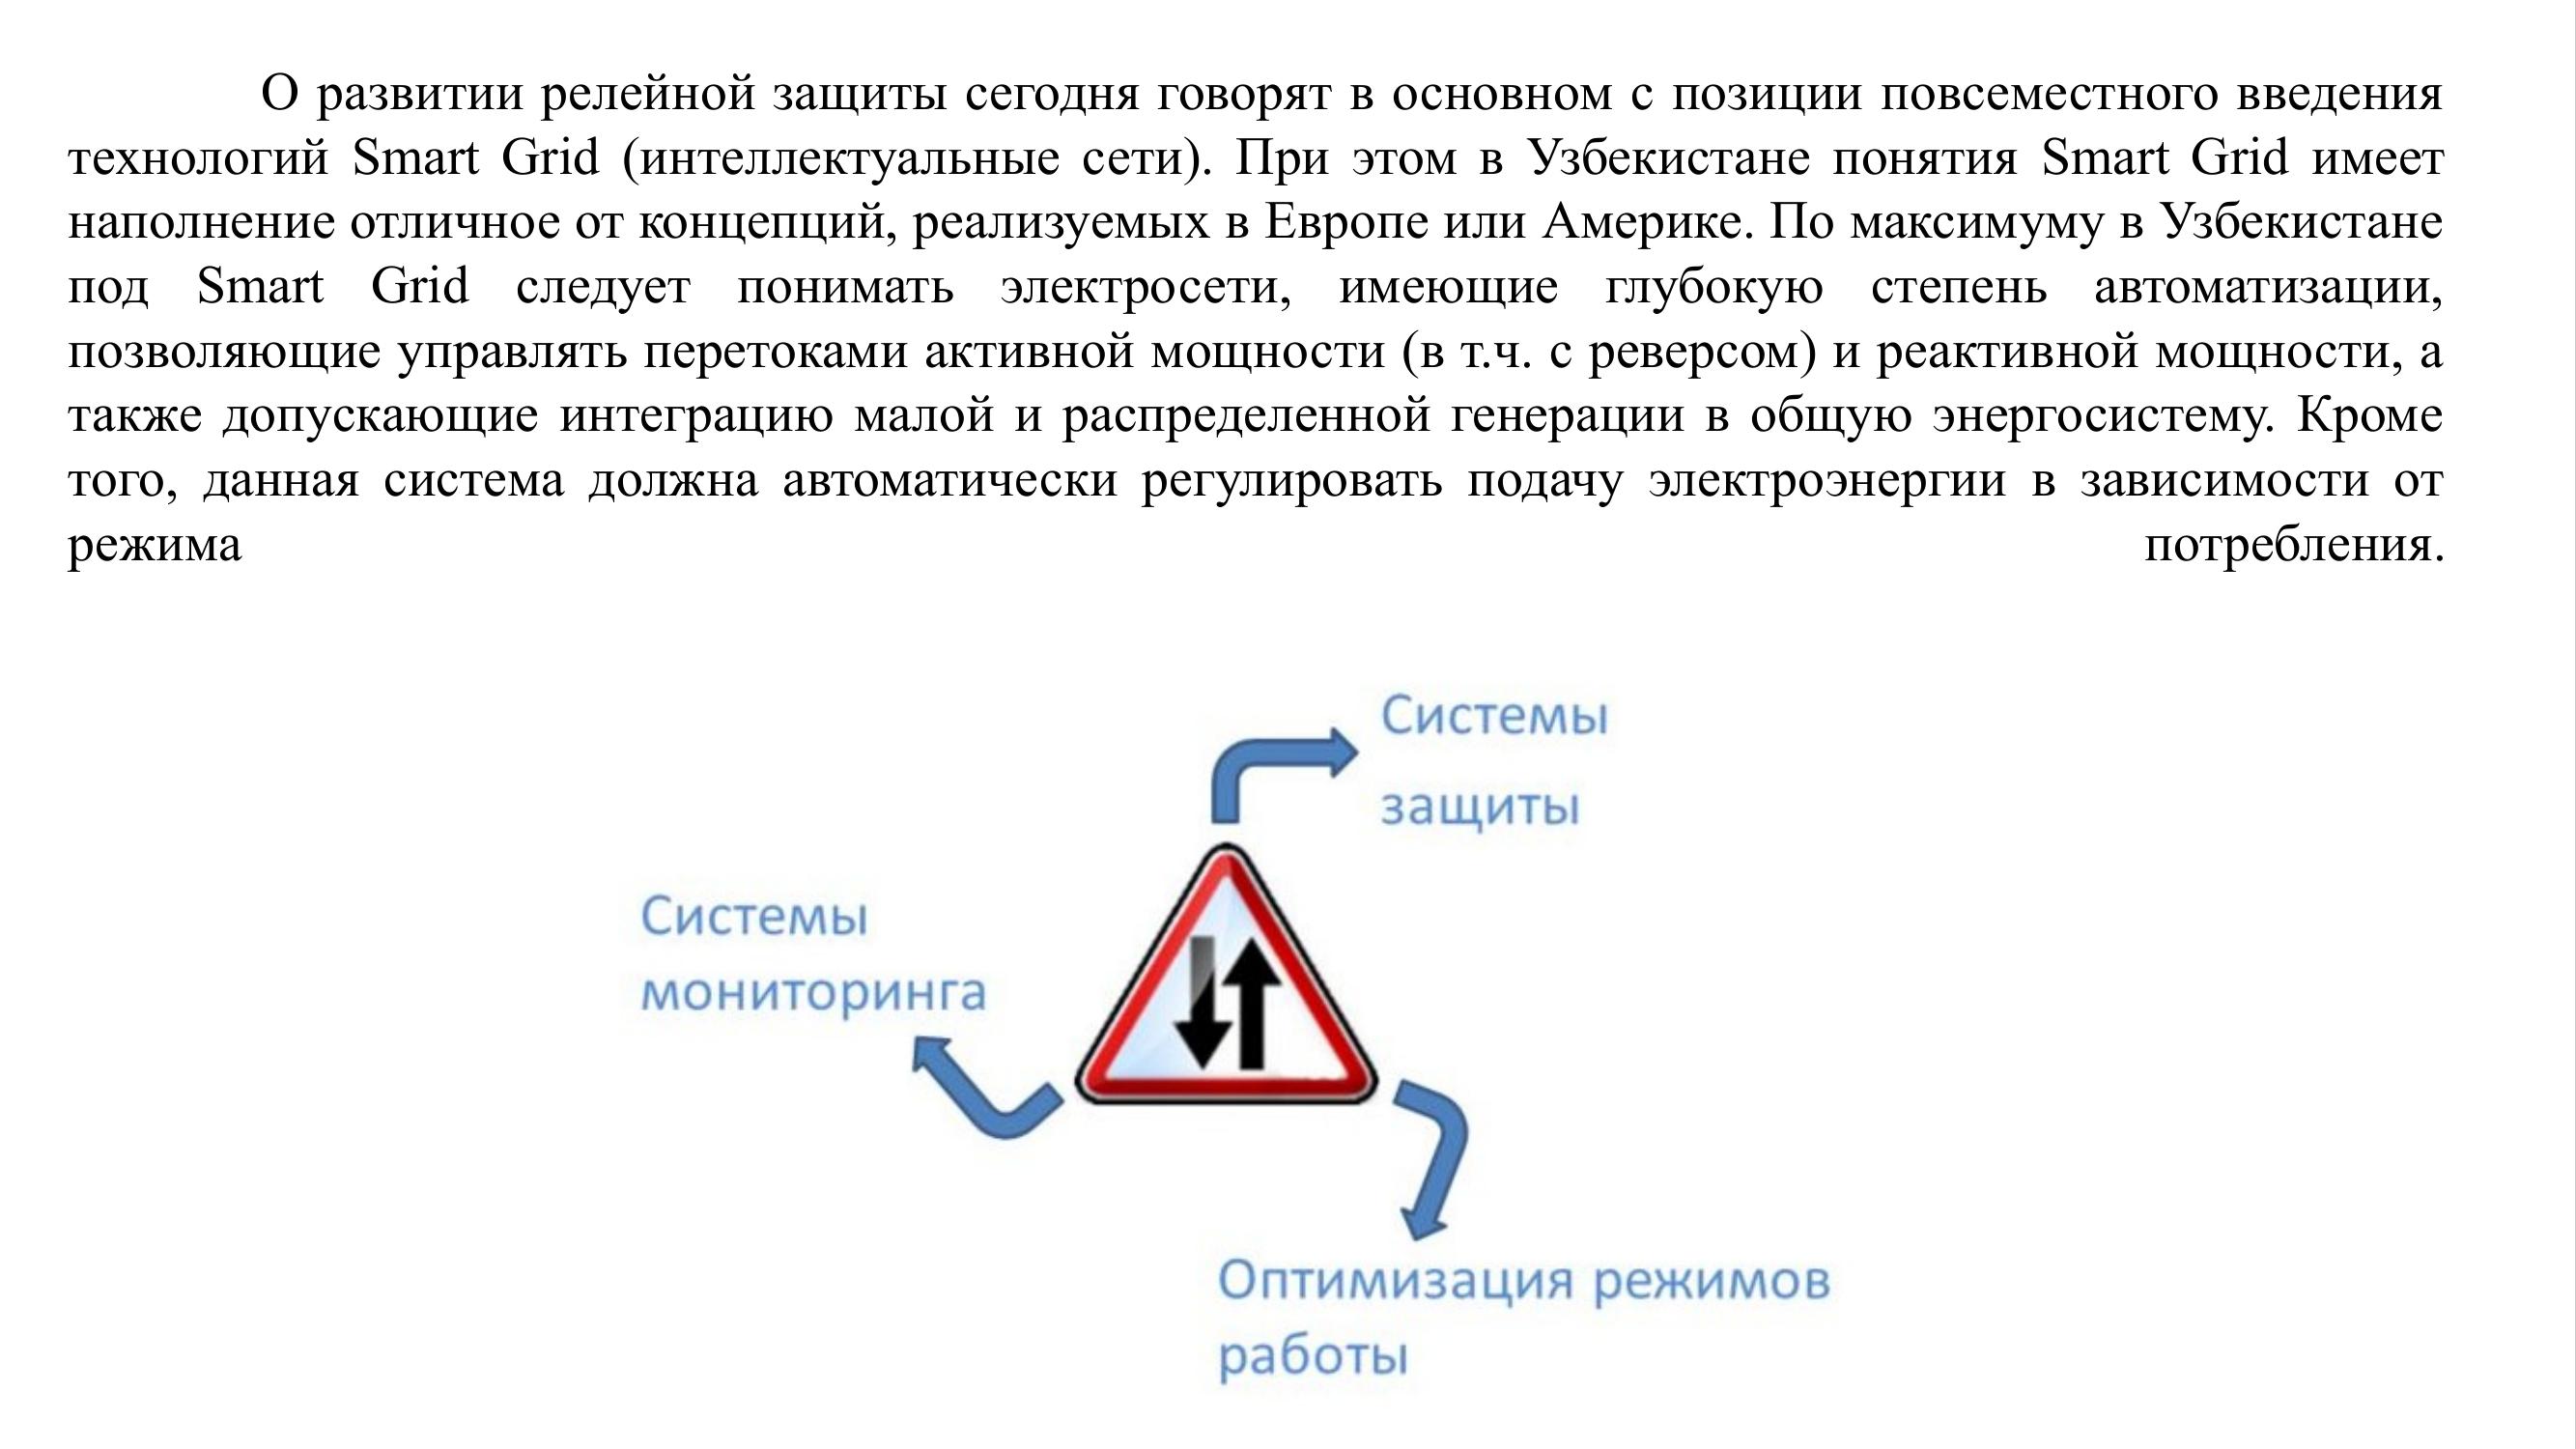 О развитии релейной защиты сегодня говорят в основном с позиции повсеместного введения
технологий Smart Grid (интеллектуальные сети). При этом в Узбекистане понятия Smart Grid имеет
наполнение отличное от концепций, реализуемых в Европе или Америке. По максимуму в Узбекистане
под Smart Grid следует понимать электросети, имеющие глубокую степень автоматизации,
позволяющие управлять перетоками активной мощности (в т.ч. с реверсом) и реактивной мощности, а
также допускающие интеграцию малой и распределенной генерации в общую энергосистему. Кроме
того, данная система должна автоматически регулировать подачу электроэнергии в зависимости от
режима потребления.
Системы
защиты
Системы
мониторинга
Оптимизация режимов
работы